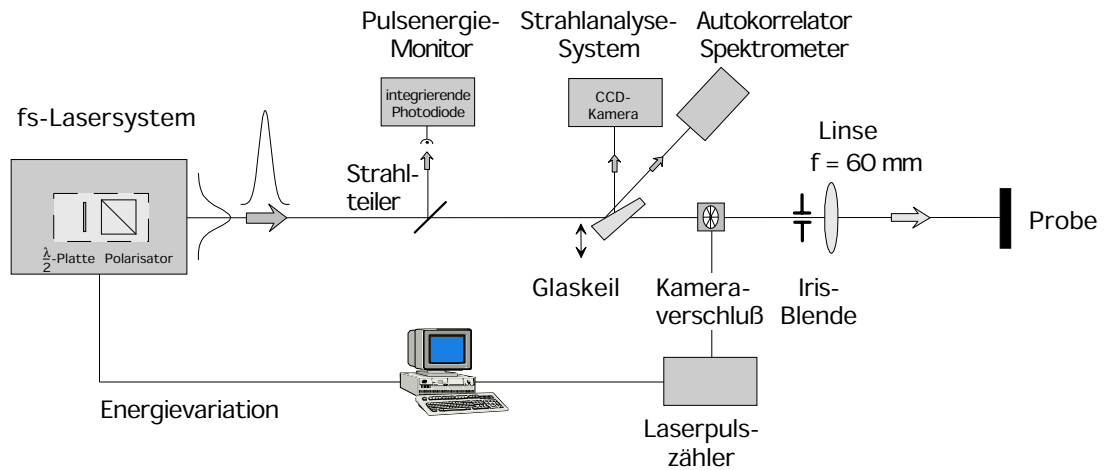 Pulsenergie-
Monitor
Strahlanalyse-
System
Autokorrelator
Spektrometer
integrierende
Photodiode
CCD-
Kamera
fs-Lasersystem
Linse
f = 60 mm
Strahl-
teiler
Probe
λ/2-Platte Polarisator
Glaskeil
Kamera-
verschluß
Iris-
Blende
Energievariation
Laserpuls-
zähler